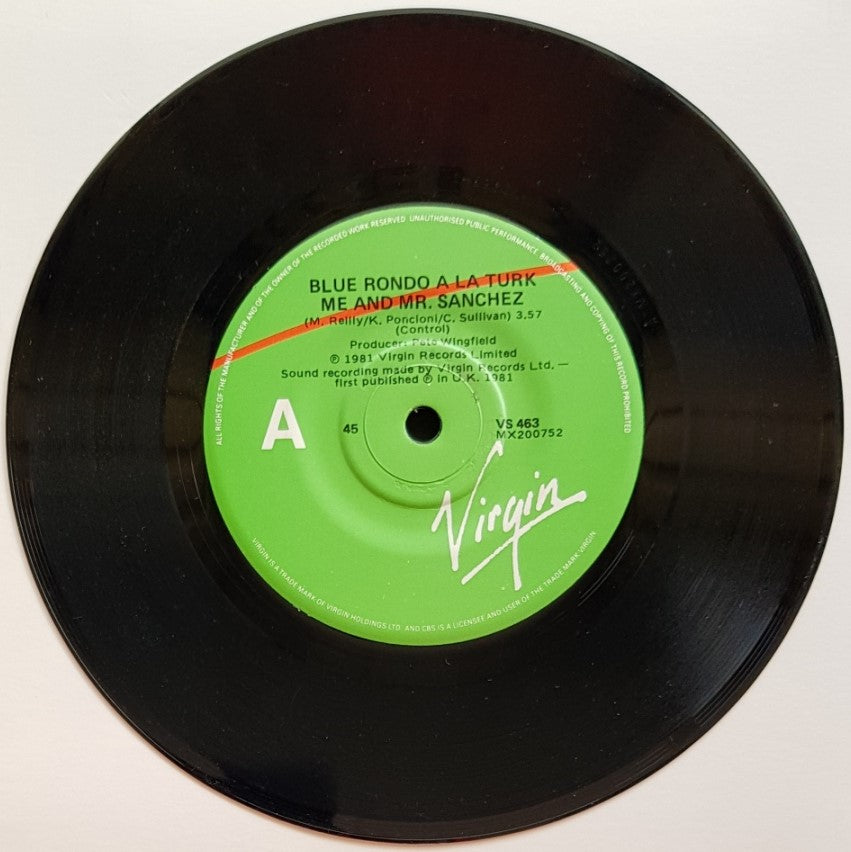 ALL RIGHTS OF THE MANUFACTURER AND OF THE OWNER OF THE RECORDED WORK RESERVED UNAUTHORISED PUBLIC PERFORMANCE BROADCASTING AND COPYING OF THIS RECORD PROHIBITED
BLUE RONDO A LA TURK
ME AND MR. SANCHEZ
(M. Reilly/K. Poncioni/C. Sullivan) 3.57
(Control)
Producer: Pete Wingfield
℗ 1981 Virgin Records Limited
Sound recording made by Virgin Records Ltd. —
first published ℗ in U.K. 1981
A
45
VS 463
MX200752
Virgin
VIRGIN IS A TRADE MARK OF VIRGIN HOLDINGS LTD. AND CBS IS A LICENSEE AND USER OF THE TRADE MARK VIRGIN